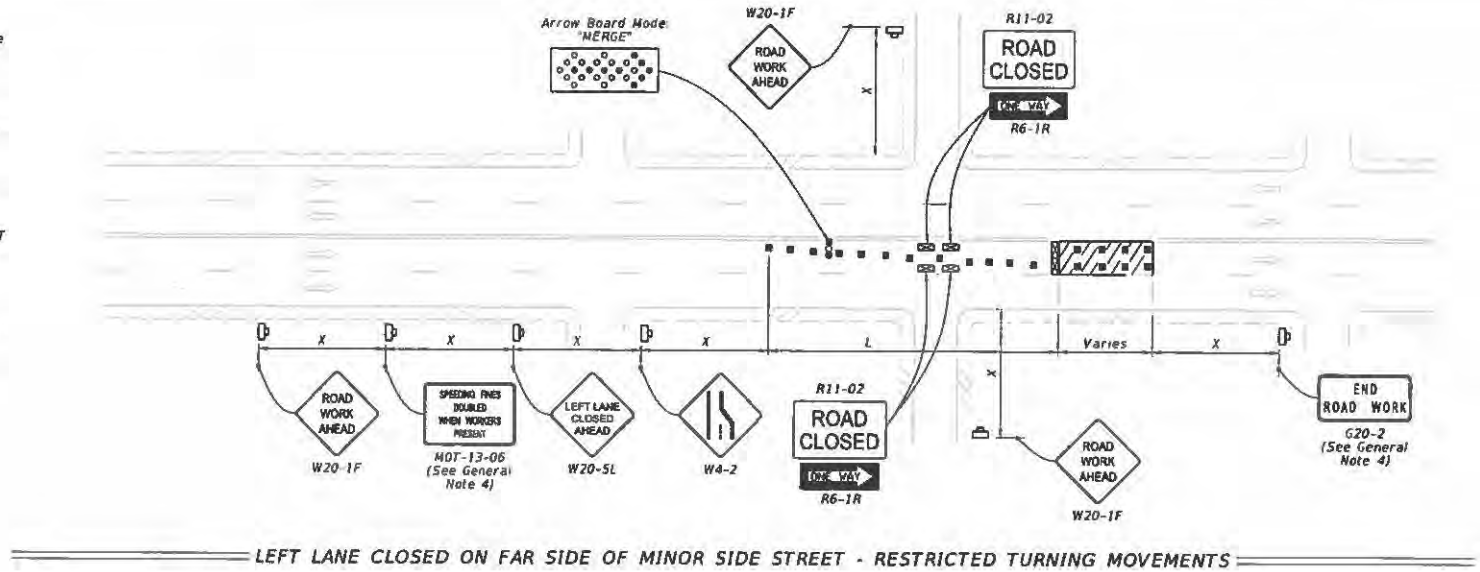 Arrow Board Mode:
"MERGE"
W20-1F
ROAD
WORK
AHEAD
X
R11-02
ROAD
CLOSED
ONE WAY
R6-1R
X
X
X
X
L
Varies
X
ROAD
WORK
AHEAD
W20-1F
SPEEDING FINES
DOUBLED
WHEN WORKERS
PRESENT
MOT-13-06
(See General
Note 4)
LEFT LANE
CLOSED
AHEAD
W20-5L
W4-2
R11-02
ROAD
CLOSED
ONE WAY
R6-1R
X
ROAD
WORK
AHEAD
W20-1F
END
ROAD WORK
G20-2
(See General
Note 4)
LEFT LANE CLOSED ON FAR SIDE OF MINOR SIDE STREET - RESTRICTED TURNING MOVEMENTS